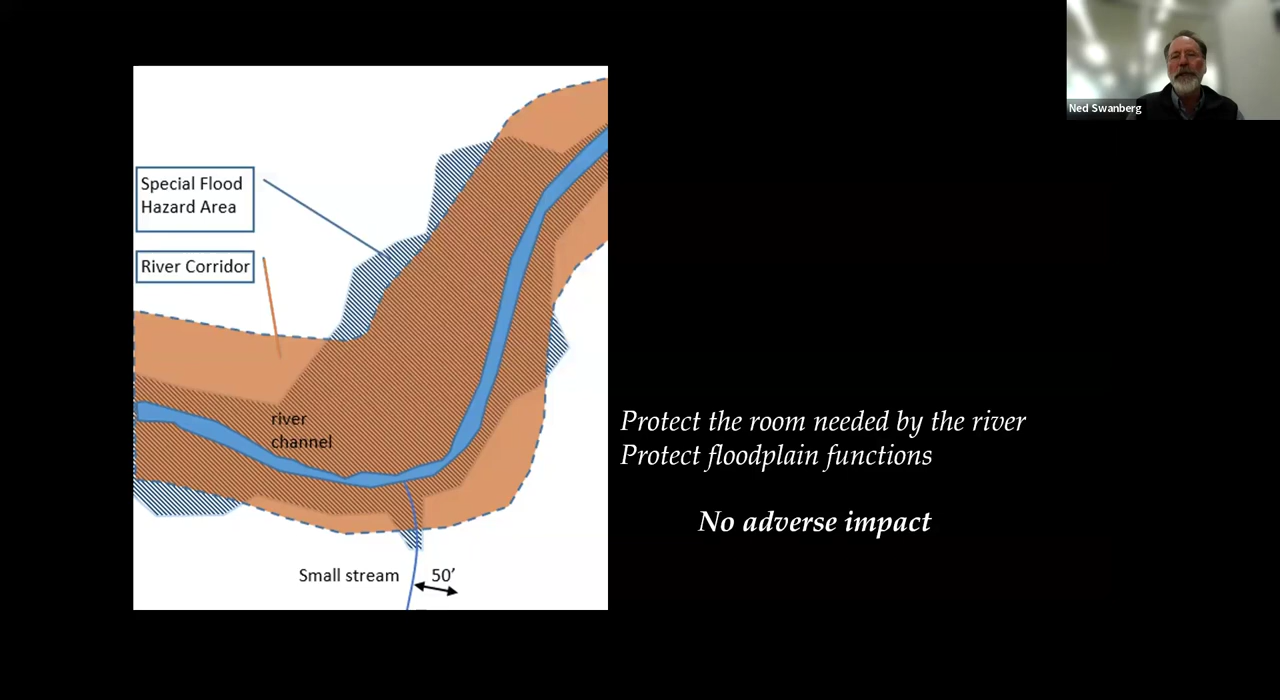 Ned Swanberg
Special Flood
Hazard Area
River Corridor
river
channel
Protect the room needed by the river
Protect floodplain functions
No adverse impact
Small stream
50’